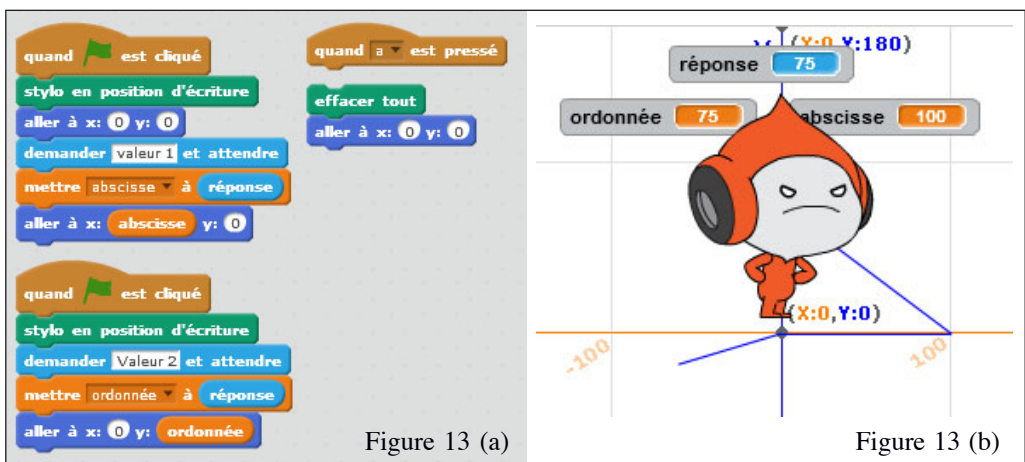 quand est cliqué
stylo en position d'écriture
aller à x: 0 y: 0
demander valeur 1 et attendre
mettre abscisse à réponse
aller à x: abscisse y: 0
quand est cliqué
stylo en position d'écriture
demander Valeur 2 et attendre
mettre ordonnée à réponse
aller à x: 0 y: ordonnée
quand a est pressé
effacer tout
aller à x: 0 y: 0
Figure 13 (a)
(X:0,Y:180)
réponse 75
ordonnée 75
abscisse 100
(X:0,Y:0)
-100
100
Figure 13 (b)